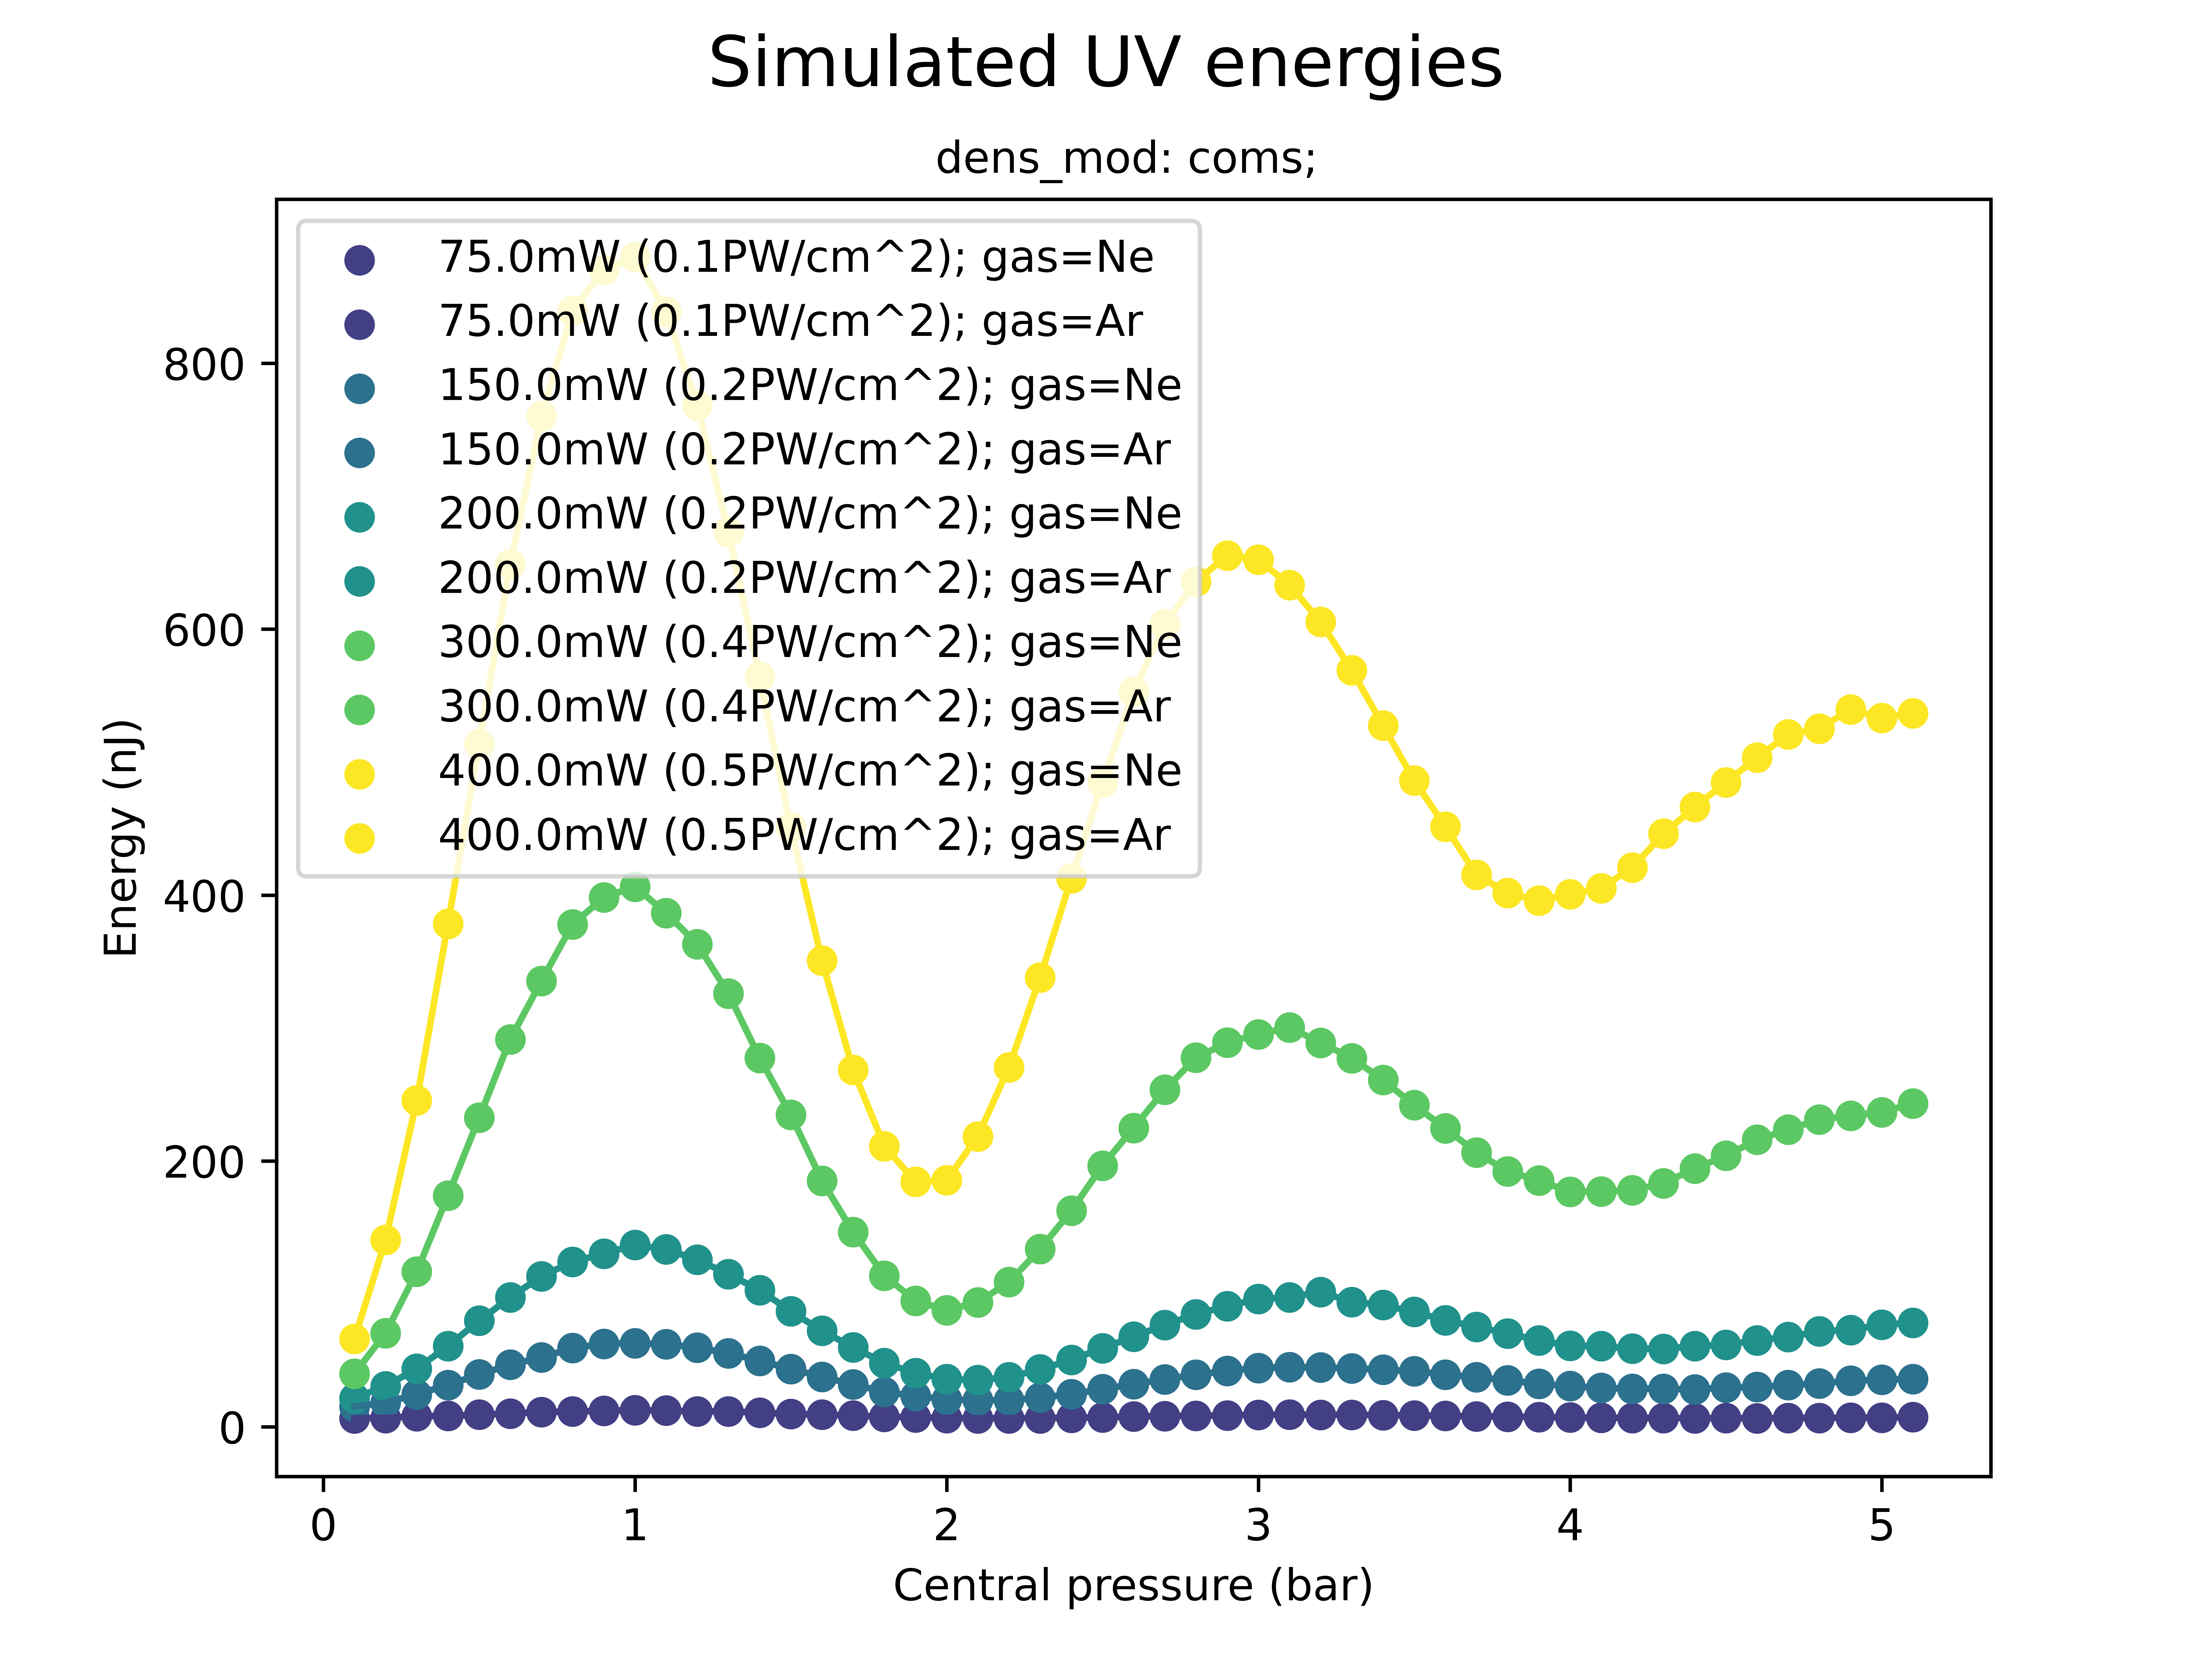 Simulated UV energies
dens_mod: coms;
75.0mW (0.1PW/cm^2); gas=Ne
75.0mW (0.1PW/cm^2); gas=Ar
150.0mW (0.2PW/cm^2); gas=Ne
150.0mW (0.2PW/cm^2); gas=Ar
200.0mW (0.2PW/cm^2); gas=Ne
200.0mW (0.2PW/cm^2); gas=Ar
300.0mW (0.4PW/cm^2); gas=Ne
300.0mW (0.4PW/cm^2); gas=Ar
400.0mW (0.5PW/cm^2); gas=Ne
400.0mW (0.5PW/cm^2); gas=Ar
Energy (nJ)
800
600
400
200
0
0 1 2 3 4 5
Central pressure (bar)